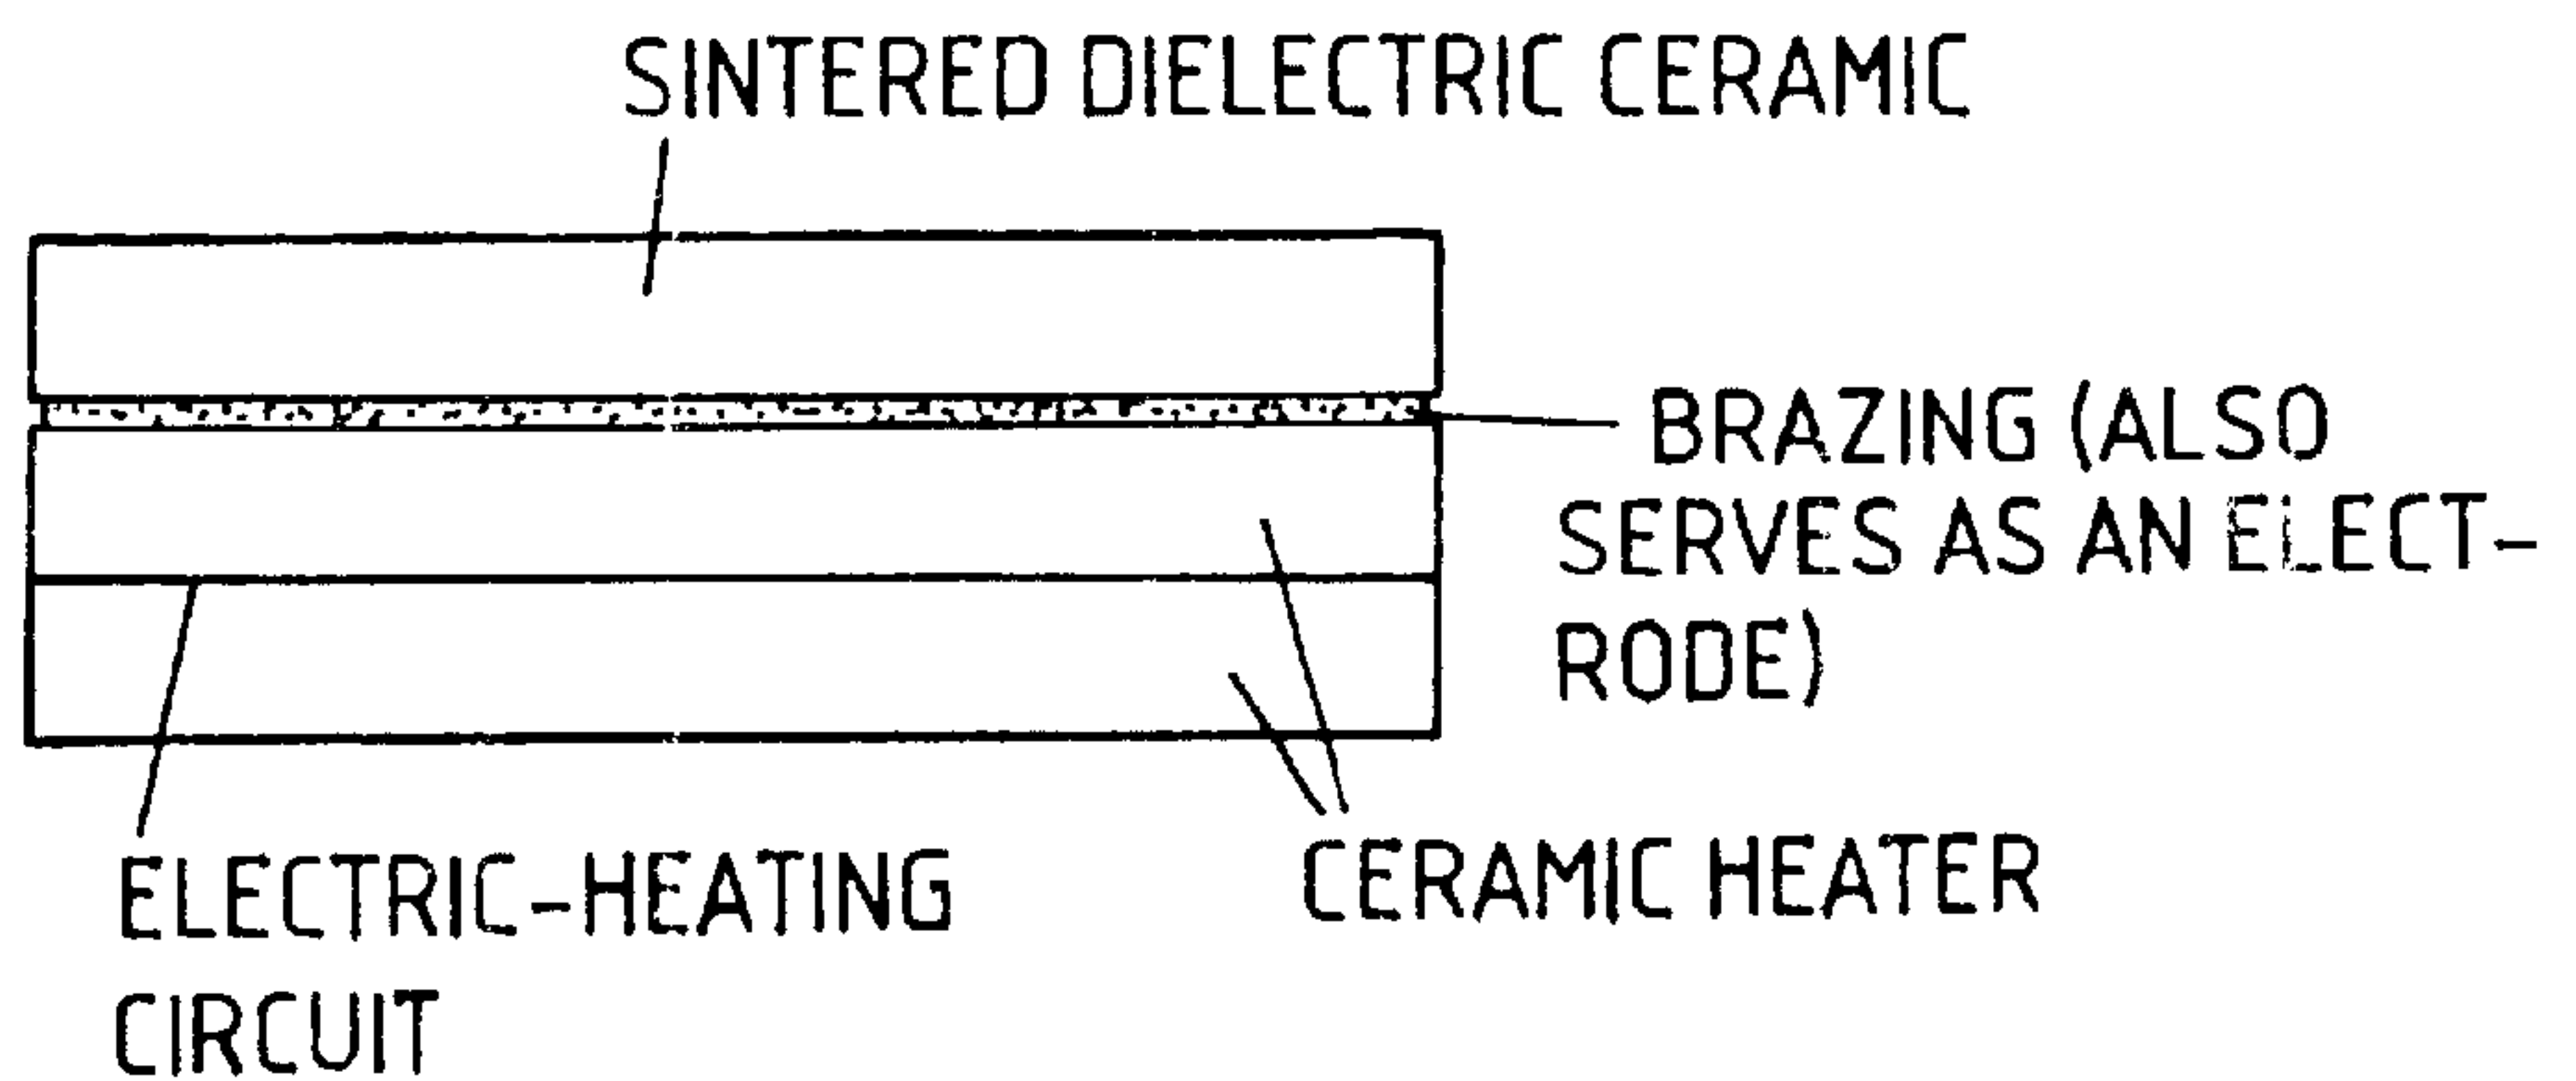 SINTERED DIELECTRIC CERAMIC
BRAZING (ALSO
SERVES AS AN ELECT-
RODE)
ELECTRIC-HEATING
CIRCUIT
CERAMIC HEATER